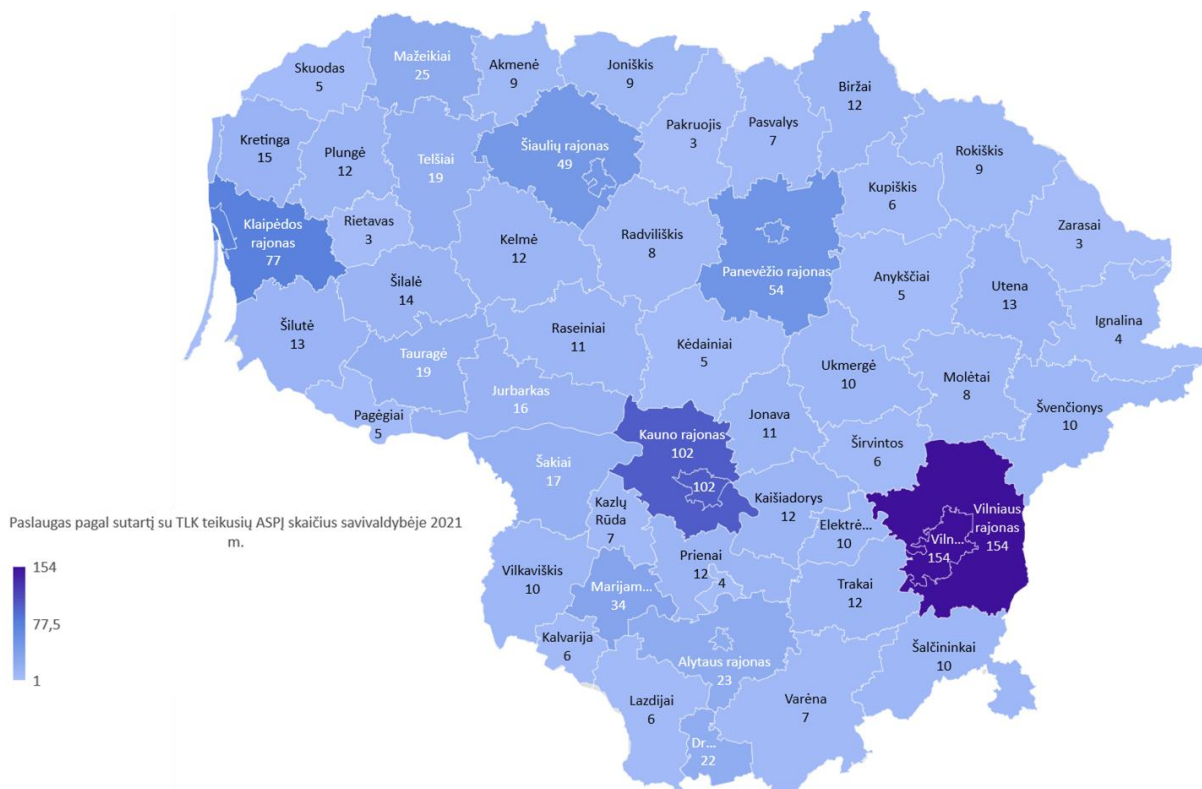 Skuodas
5
Mažeikiai
25
Akmenė
9
Joniškis
9
Biržai
12
Pakruojis
3
Pasvalys
7
Kretinga
15
Plungė
12
Telšiai
19
Šiaulių rajonas
49
Rokiškis
9
Kupiškis
6
Klaipėdos
rajonas
77
Rietavas
3
Kelmė
12
Radviliškis
8
Panevėžio rajonas
54
Zarasai
3
Anykščiai
5
Utena
13
Šilalė
14
Ignalina
4
Šilutė
13
Raseiniai
11
Kėdainiai
5
Tauragė
19
Ukmergė
10
Molėtai
8
Jurbarkas
16
Švenčionys
10
Pagėgiai
5
Jonava
11
Kauno rajonas
102
Širvintos
6
Šakiai
17
102
Kaišiadorys
12
Kazlų
Rūda
7
Elektrė...
10
Vilniaus
rajonas
154
Viln...
154
Paslaugas pagal sutartį su TLK teikusių ASPĮ skaičius savivaldybėje 2021
m.
154
77,5
1
Vilkaviškis
10
Prienai
12
4
Marijam...
34
Trakai
12
Kalvarija
6
Alytaus rajonas
23
Šalčininkai
10
Lazdijai
6
Varėna
7
Dr...
22